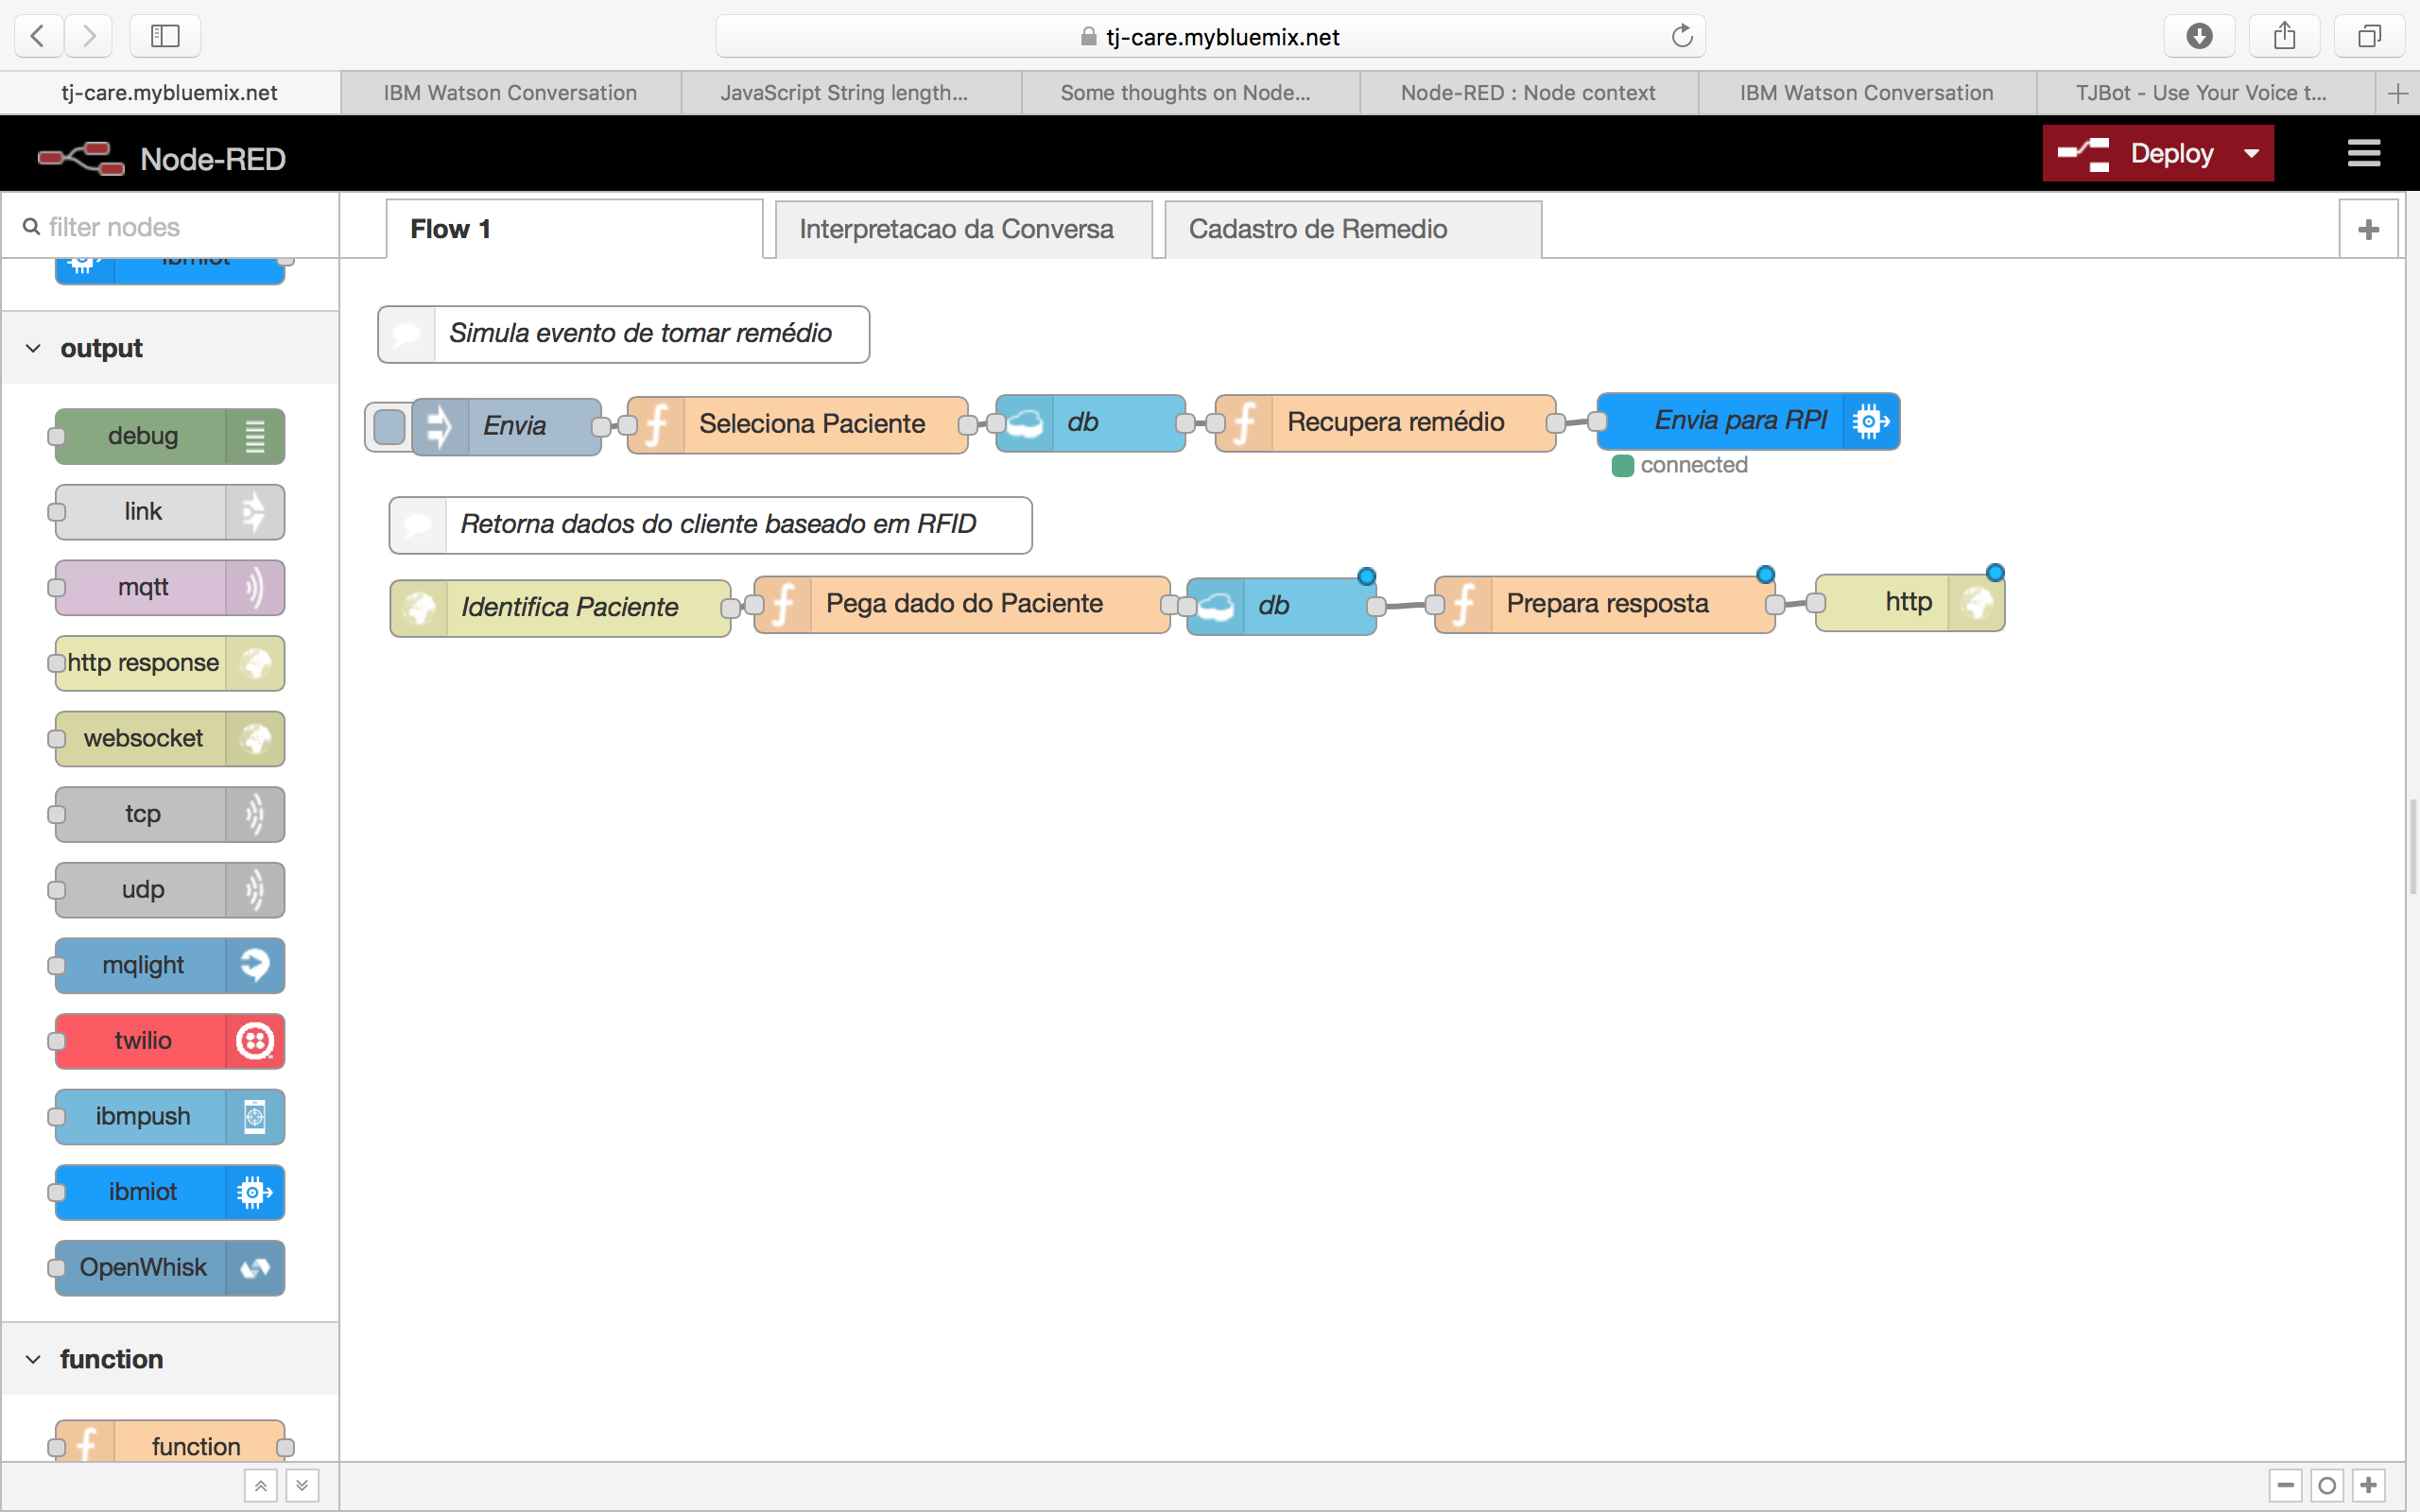 tj-care.mybluemix.net
tj-care.mybluemix.net
IBM Watson Conversation
JavaScript String length...
Some thoughts on Node...
Node-RED : Node context
IBM Watson Conversation
TJBot - Use Your Voice t...
Node-RED
Deploy
filter nodes
Flow 1
Interpretacao da Conversa
Cadastro de Remedio
ibmiot
output
debug
link
mqtt
http response
websocket
tcp
udp
mqlight
twilio
ibmpush
ibmiot
OpenWhisk
function
function
Simula evento de tomar remédio
Envia
Seleciona Paciente
db
Recupera remédio
Envia para RPI
connected
Retorna dados do cliente baseado em RFID
Identifica Paciente
Pega dado do Paciente
db
Prepara resposta
http